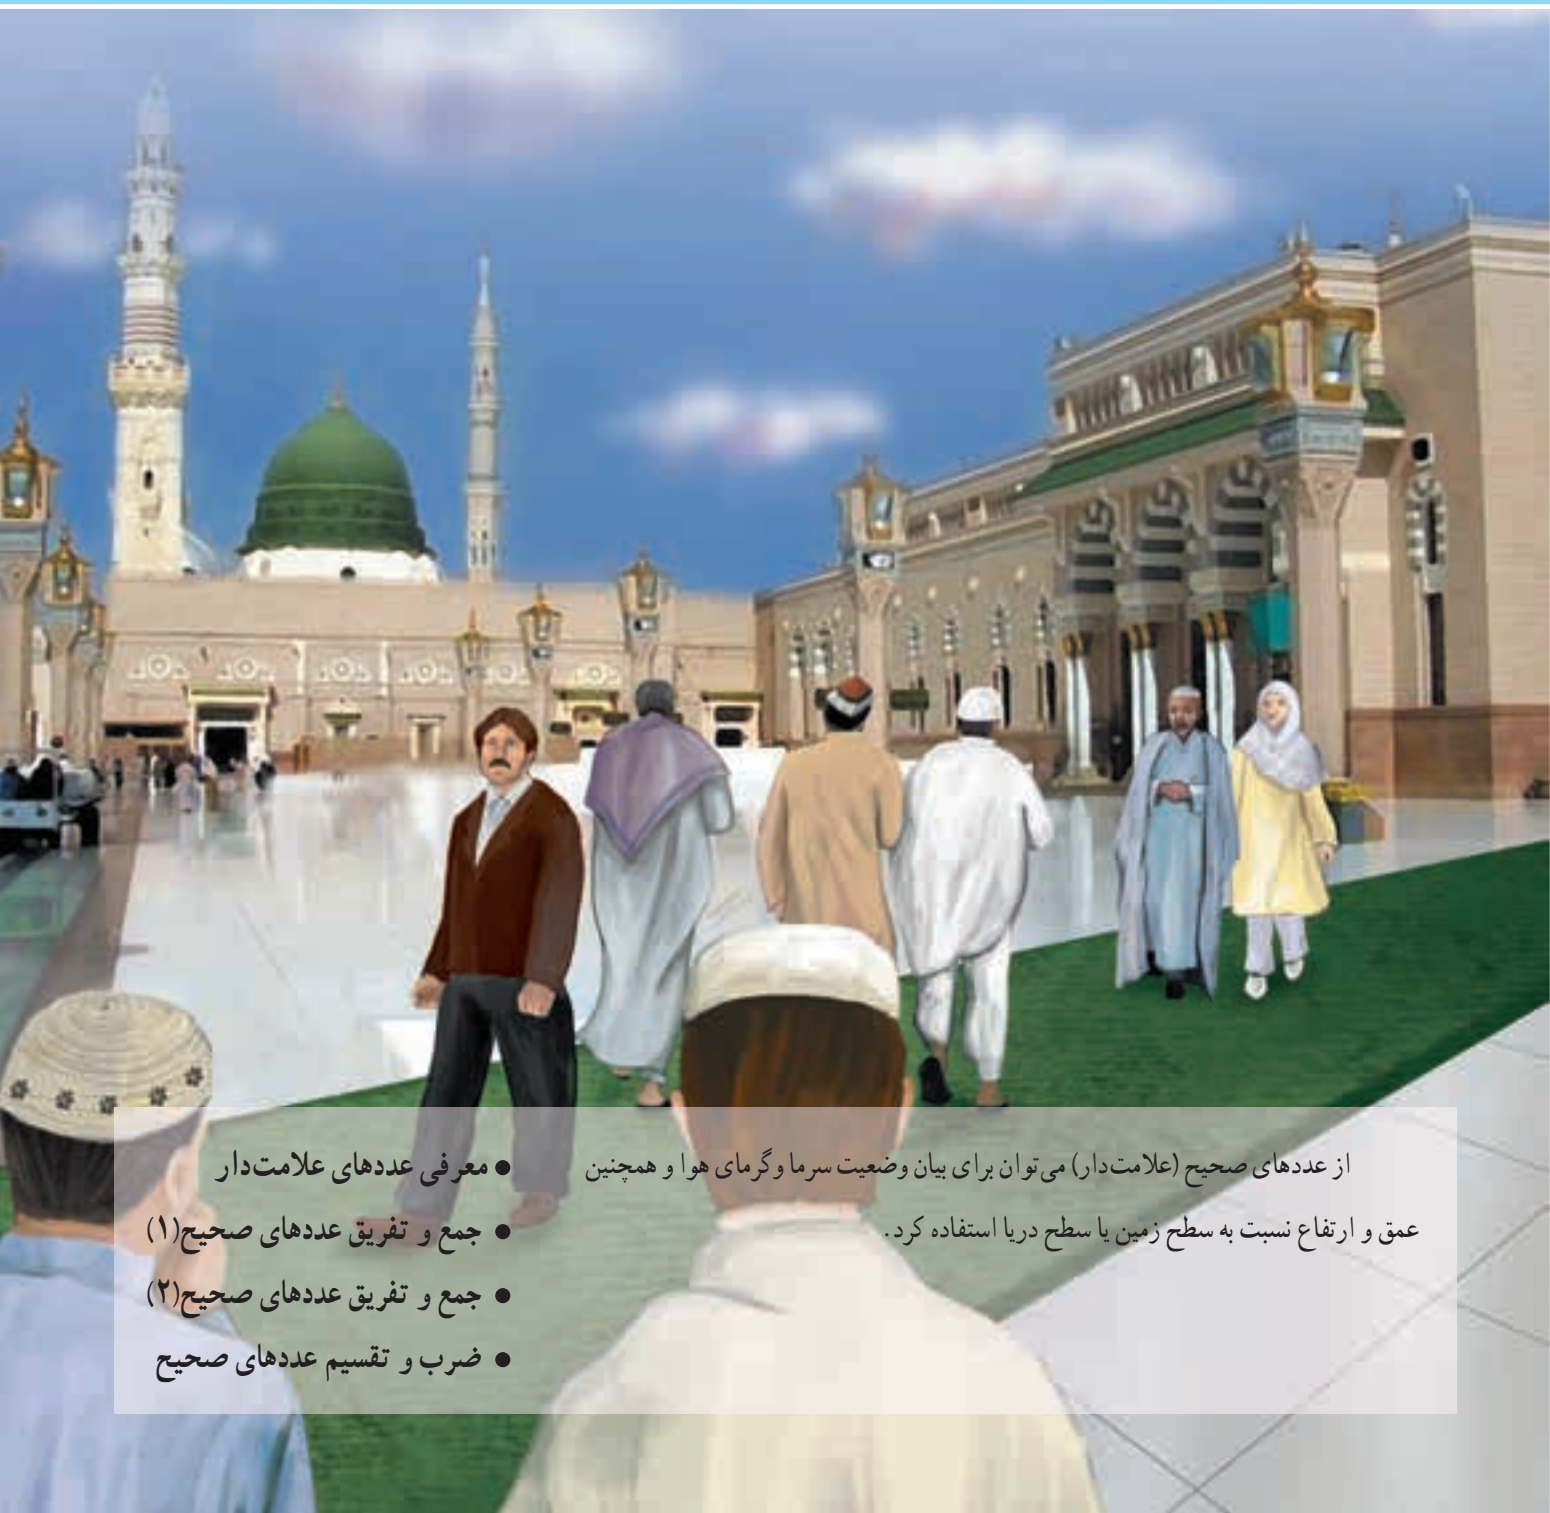 از عددهای صحیح (علامت‌دار) می‌توان برای بیان وضعیت سرما وگرمای هوا و همچنین
عمق و ارتفاع نسبت به سطح زمین یا سطح دریا استفاده کرد.
● معرفی عددهای علامت‌دار
● جمع و تفریق عددهای صحیح(۱)
● جمع و تفریق عددهای صحیح(۲)
● ضرب و تقسیم عددهای صحیح